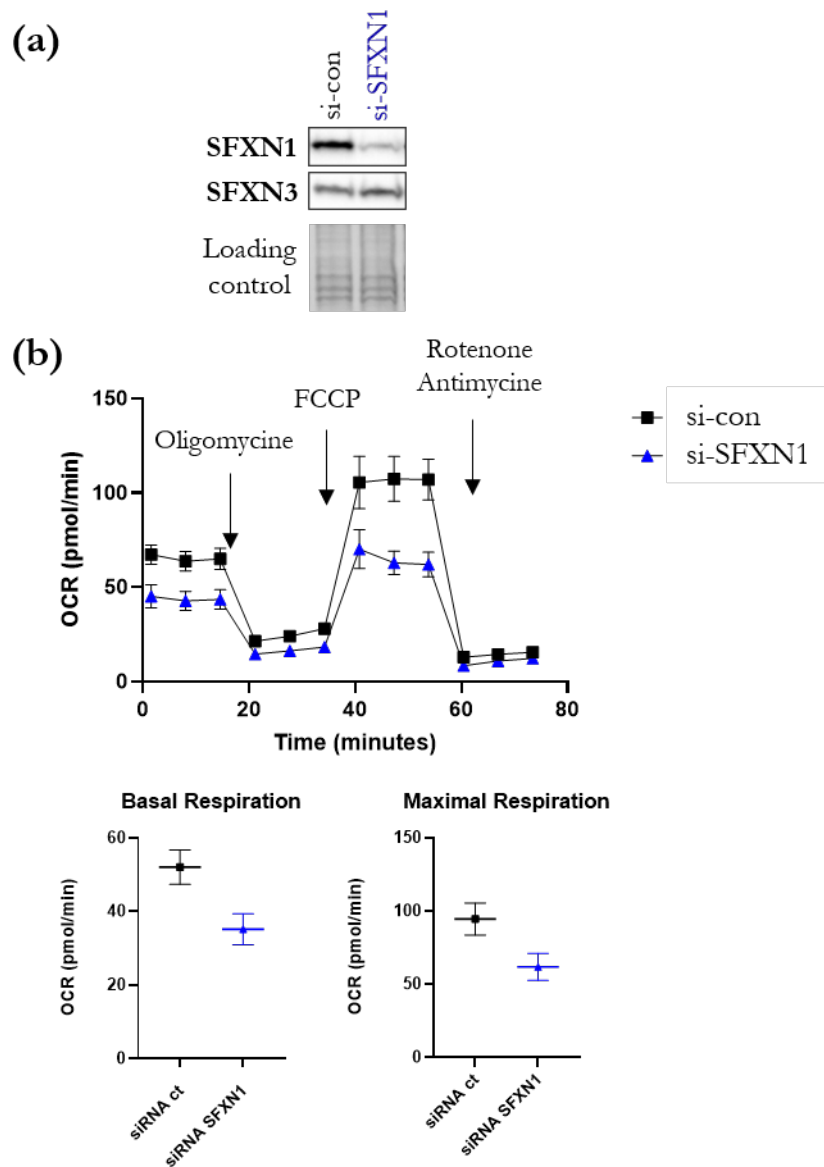 (a)
si-con
si-SFXN1
SFXN1
SFXN3
Loading
control
(b)
Rotenone
Antimycine
FCCP
Oligomycine
si-con
si-SFXN1
150
100
50
0
OCR (pmol/min)
0 20 40 60 80
Time (minutes)
Basal Respiration
60
40
20
0
OCR (pmol/min)
siRNA ct
siRNA SFXN1
Maximal Respiration
150
100
50
0
OCR (pmol/min)
siRNA ct
siRNA SFXN1